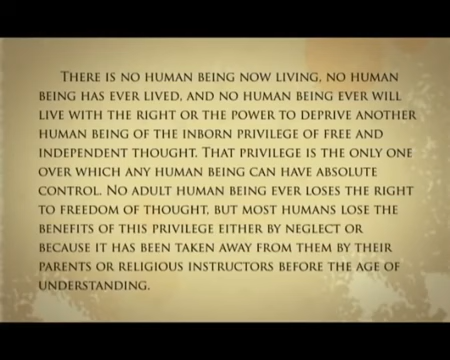 There is no human being now living, no human
being has ever lived, and no human being ever will
live with the right or the power to deprive another
human being of the inborn privilege of free and
independent thought. That privilege is the only one
over which any human being can have absolute
control. No adult human being ever loses the right
to freedom of thought, but most humans lose the
benefits of this privilege either by neglect or
because it has been taken away from them by their
parents or religious instructors before the age of
understanding.